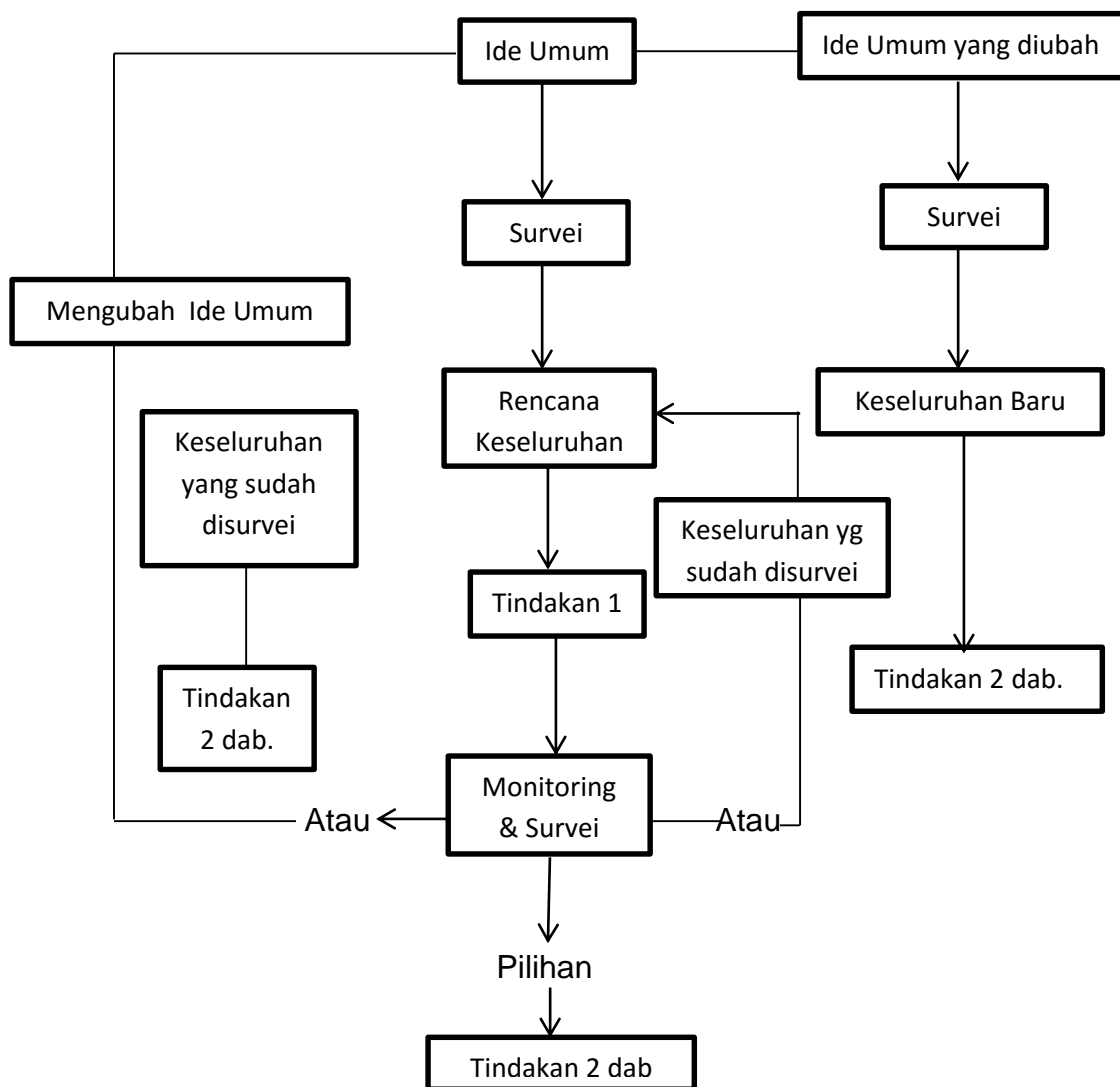 Ide Umum
Ide Umum yang diubah
Survei
Survei
Mengubah Ide Umum
Rencana
Keseluruhan
Keseluruhan Baru
Keseluruhan
yang sudah
disurvei
Keseluruhan yg
sudah disurvei
Tindakan 1
Tindakan
2 dab.
Tindakan 2 dab.
Monitoring
& Survei
Atau
Atau
Pilihan
Tindakan 2 dab